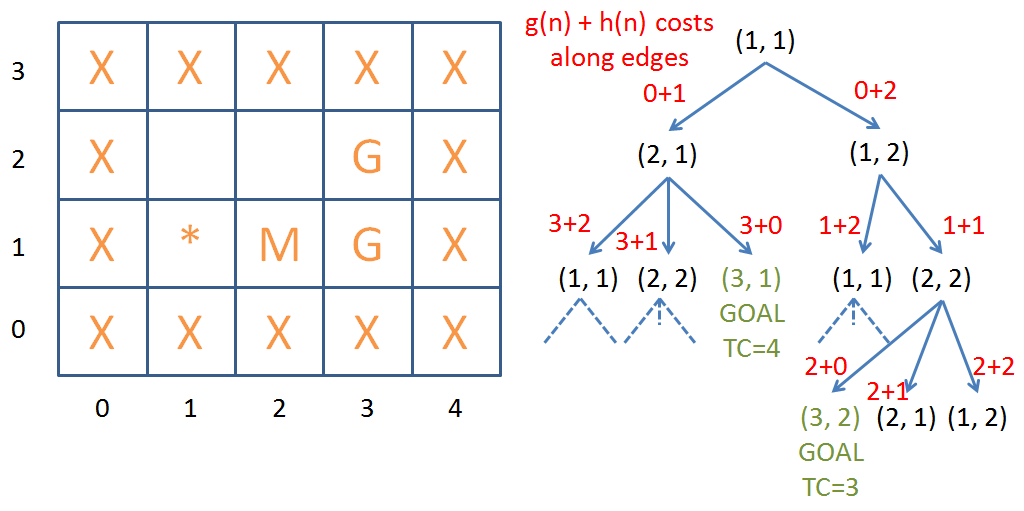 3 X X X X X
2 X G X
1 X * M G X
0 X X X X X
0 1 2 3 4
g(n) + h(n) costs
along edges
(1, 1)
0+1 0+2
(2, 1) (1, 2)
3+2 3+1 3+0 1+2 1+1
(1, 1) (2, 2) (3, 1) (1, 1) (2, 2)
GOAL
TC=4
2+0 2+1 2+2
(3, 2) (2, 1) (1, 2)
GOAL
TC=3